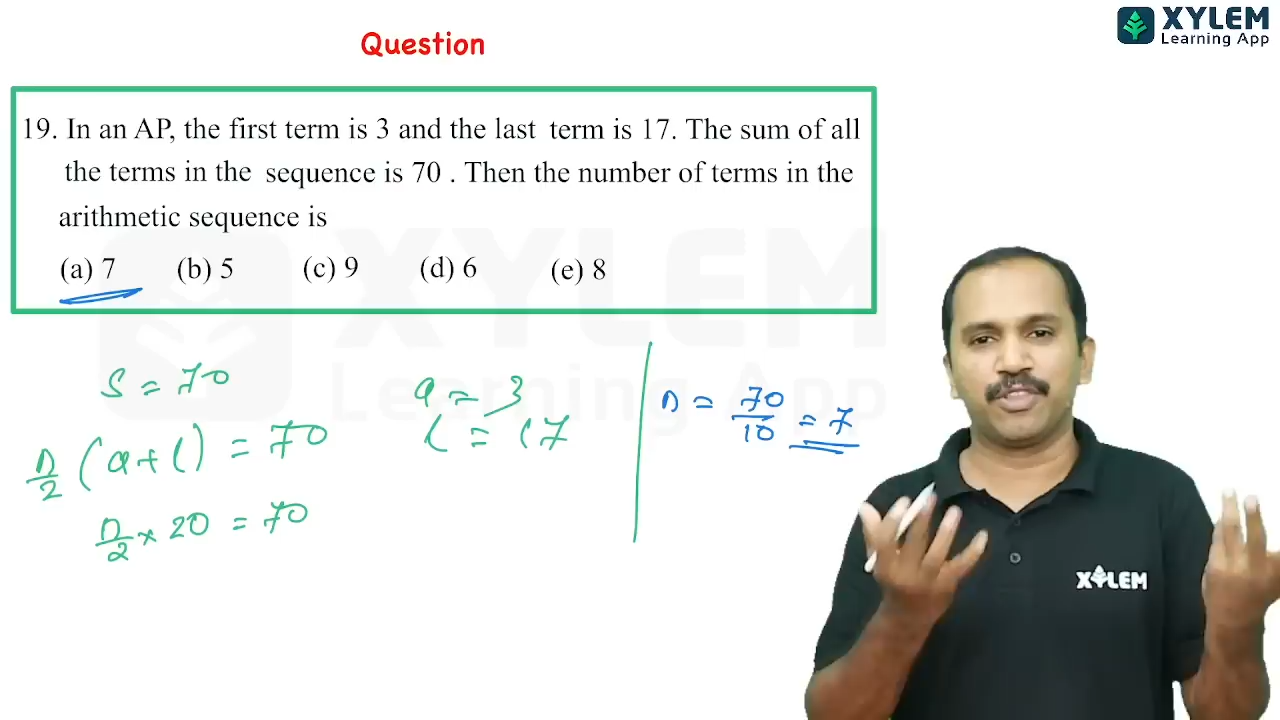 XYLEM
Learning App
Question
19. In an AP, the first term is 3 and the last term is 17. The sum of all
the terms in the sequence is 70 . Then the number of terms in the
arithmetic sequence is
(a) 7 (b) 5 (c) 9 (d) 6 (e) 8
S = 70
n/2 (a+l) = 70
n/2 × 20 = 70
a = 3
l = 17
n = 70/10 = 7
XYLEM
Learning App
XYLEM